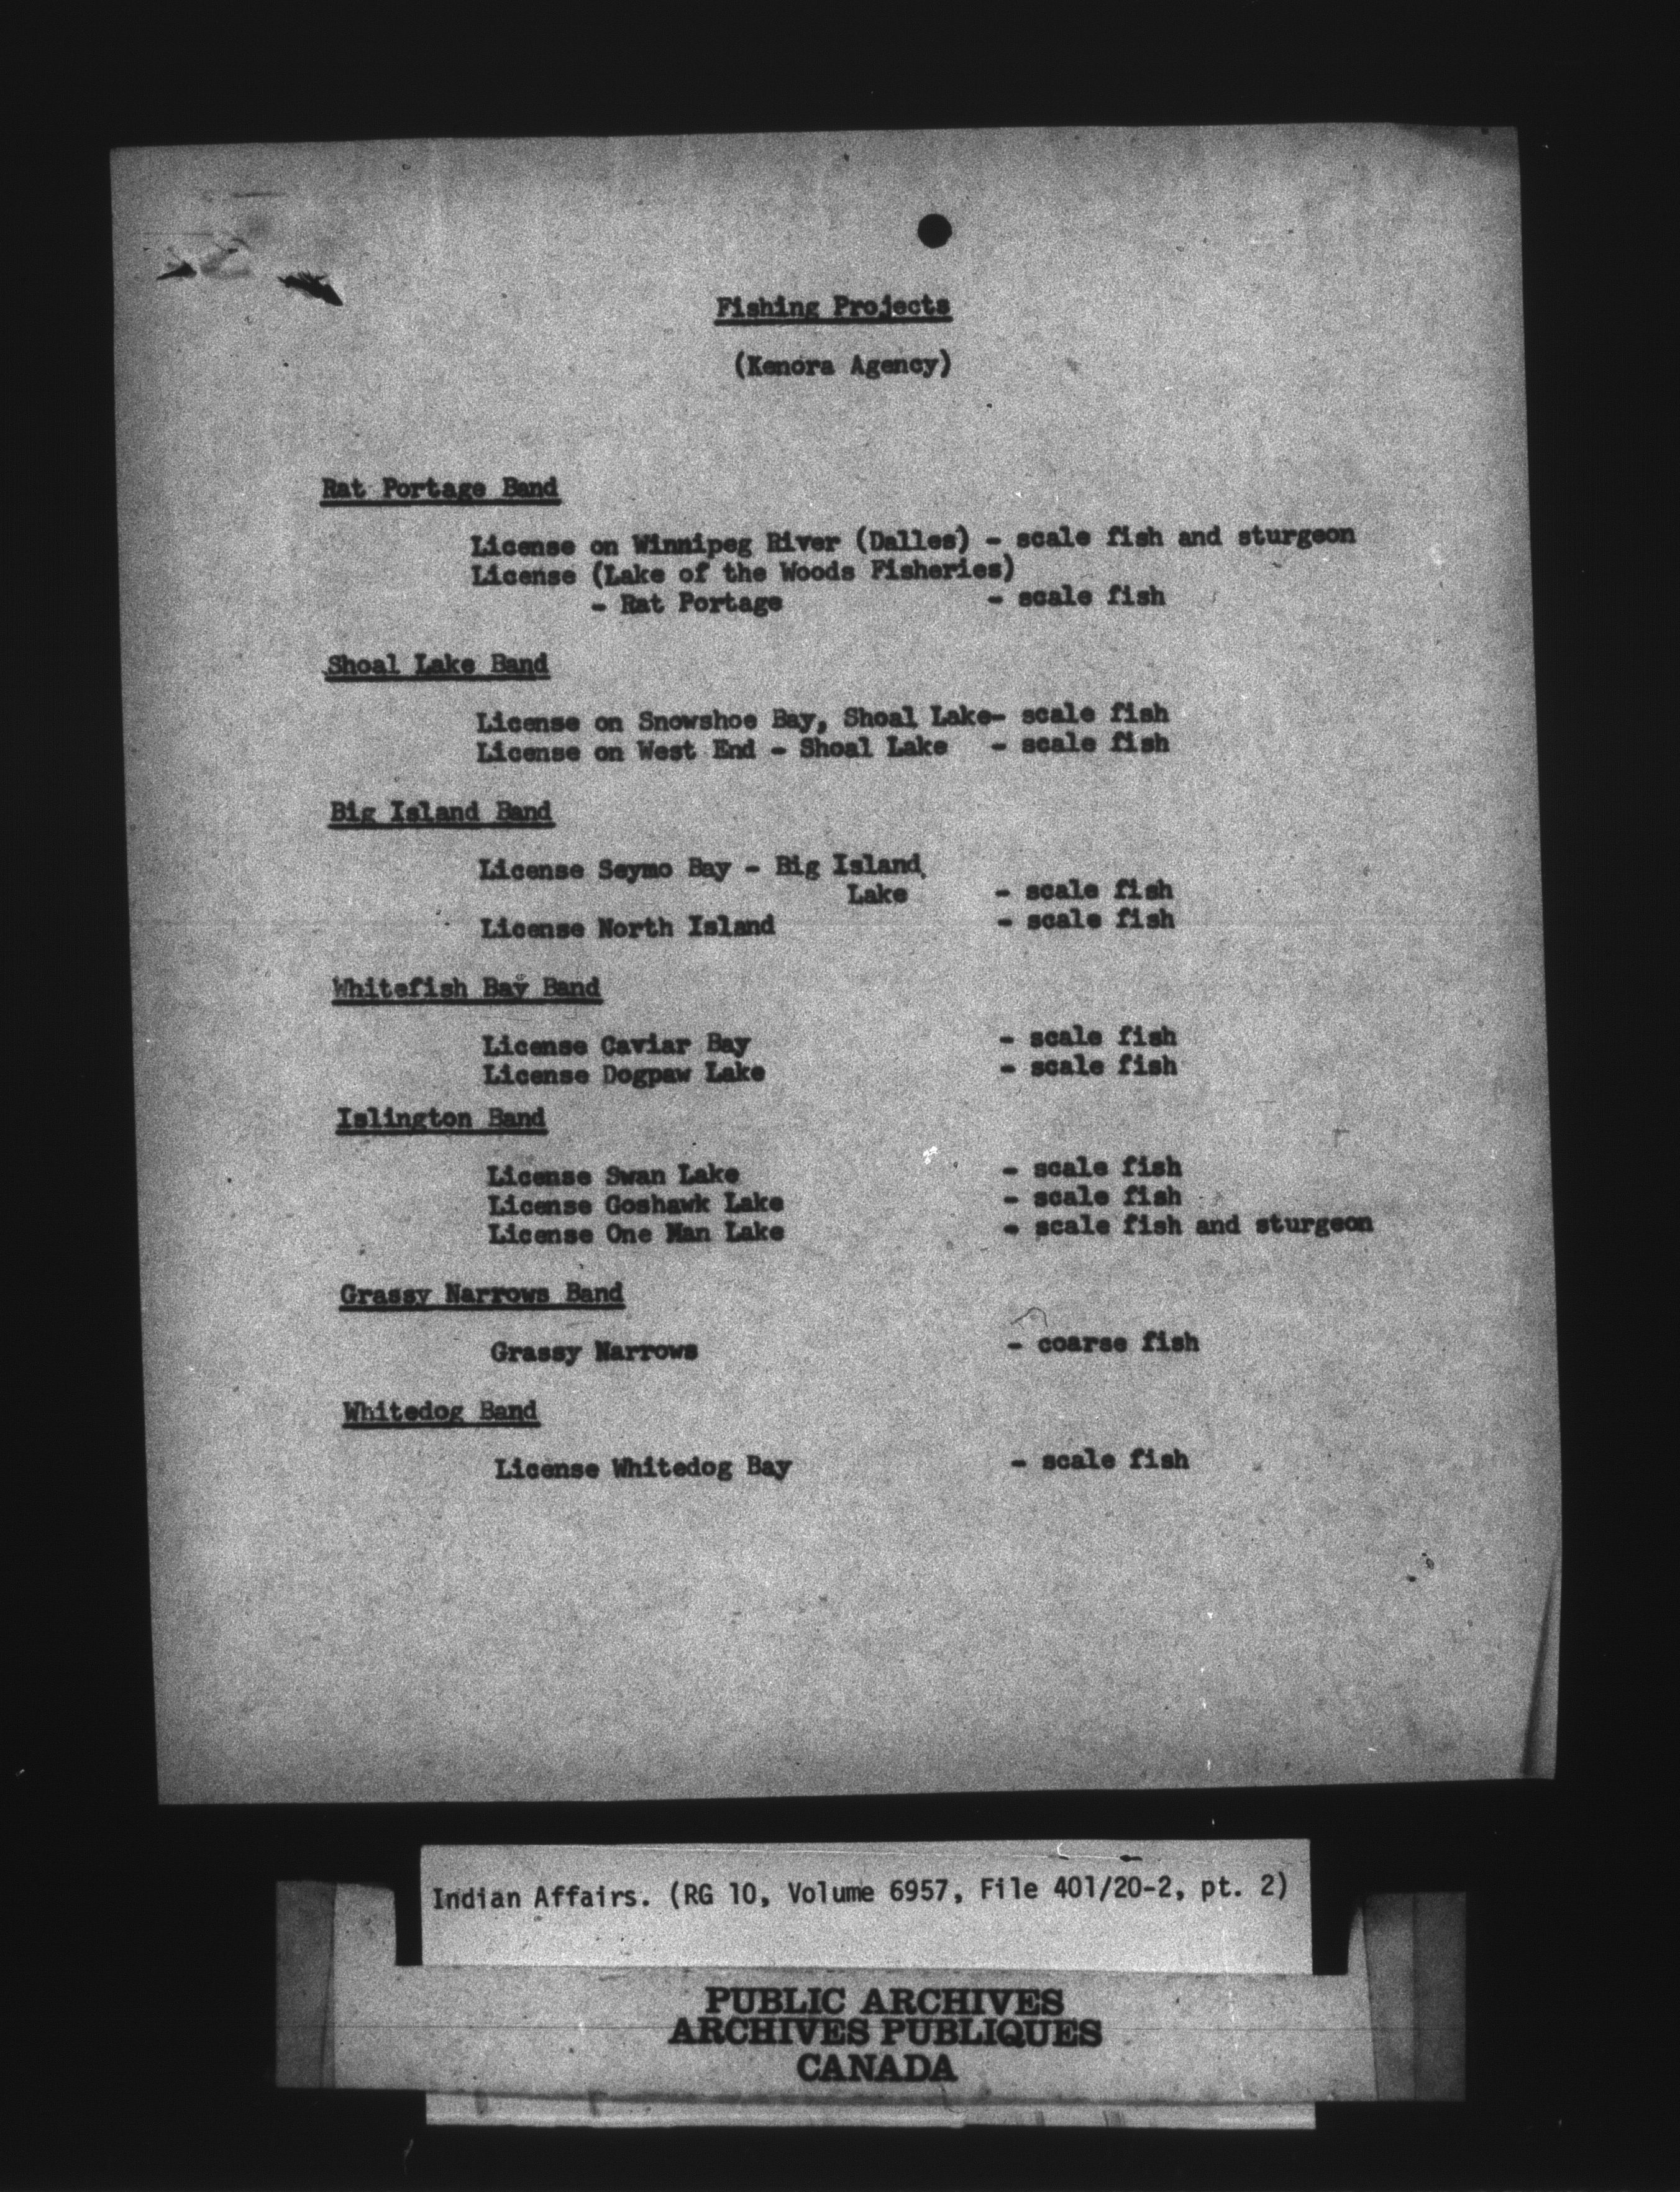 Fishing Projects
(Kenora Agency)
Rat Portage Band
License on Winnipeg River (Dalles) - scale fish and sturgeon
License (Lake of the Woods Fisheries)
- Rat Portage - scale fish
Shoal Lake Band
License on Snowshoe Bay, Shoal Lake- scale fish
License on West End - Shoal Lake - scale fish
Big Island Band
License Seymo Bay - Big Island
Lake - scale fish
License North Island - scale fish
Whitefish Bay Band
License Caviar Bay - scale fish
License Dogpaw Lake - scale fish
Islington Band
License Swan Lake - scale fish
License Goshawk Lake - scale fish
License One Man Lake - scale fish and sturgeon
Grassy Narrows Band
Grassy Narrows - coarse fish
Whitedog Band
License Whitedog Bay - scale fish
Indian Affairs. (RG 10, Volume 6957, File 401/20-2, pt. 2)
PUBLIC ARCHIVES
ARCHIVES PUBLIQUES
CANADA